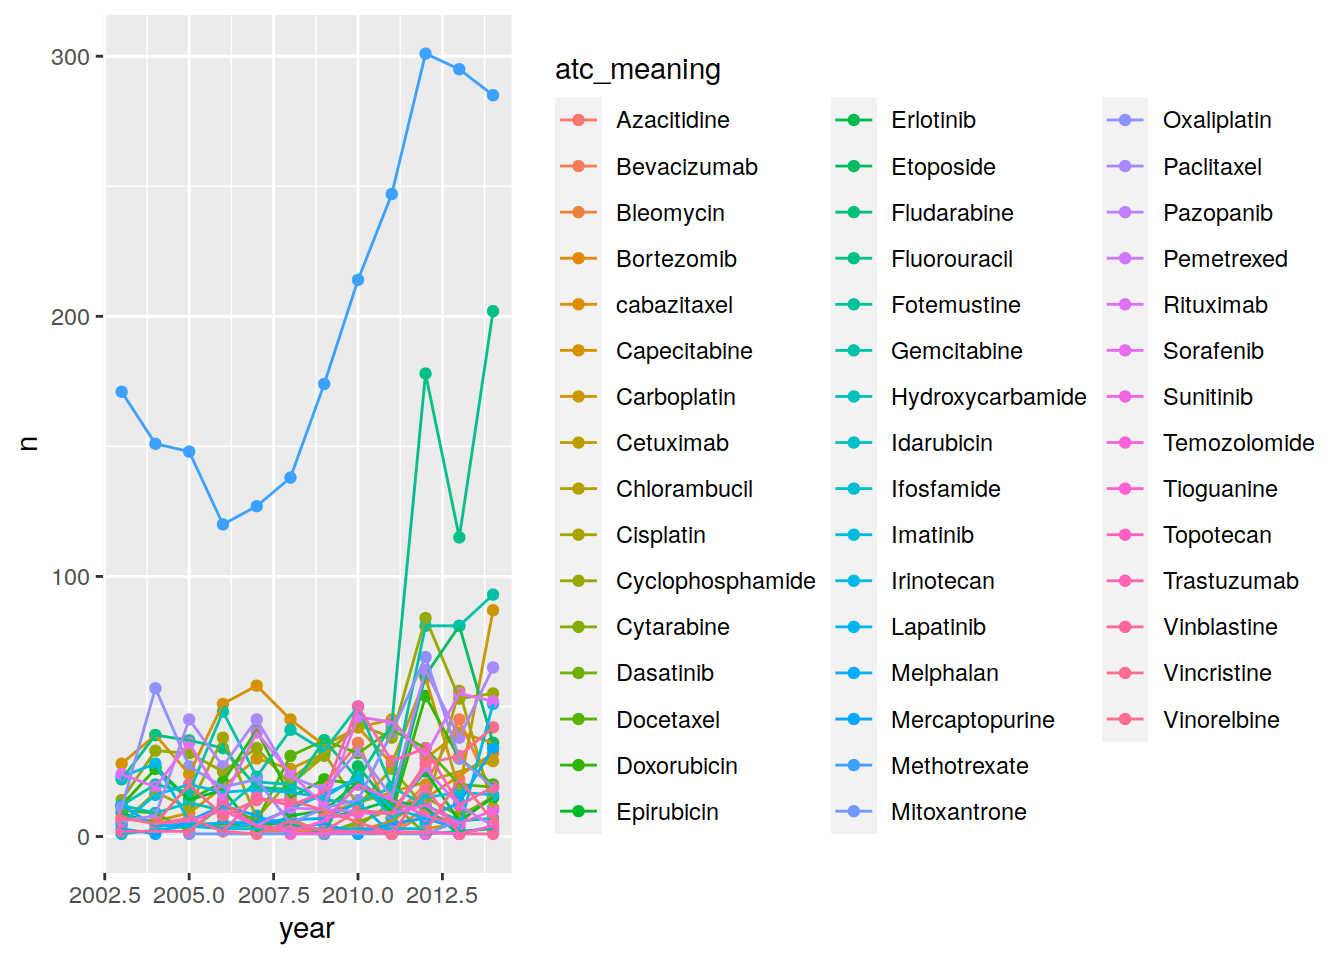 300
200
100
0
n
2002.5 2005.0 2007.5 2010.0 2012.5
year
atc_meaning
Azacitidine
Bevacizumab
Bleomycin
Bortezomib
cabazitaxel
Capecitabine
Carboplatin
Cetuximab
Chlorambucil
Cisplatin
Cyclophosphamide
Cytarabine
Dasatinib
Docetaxel
Doxorubicin
Epirubicin
Erlotinib
Etoposide
Fludarabine
Fluorouracil
Fotemustine
Gemcitabine
Hydroxycarbamide
Idarubicin
Ifosfamide
Imatinib
Irinotecan
Lapatinib
Melphalan
Mercaptopurine
Methotrexate
Mitoxantrone
Oxaliplatin
Paclitaxel
Pazopanib
Pemetrexed
Rituximab
Sorafenib
Sunitinib
Temozolomide
Tioguanine
Topotecan
Trastuzumab
Vinblastine
Vincristine
Vinorelbine